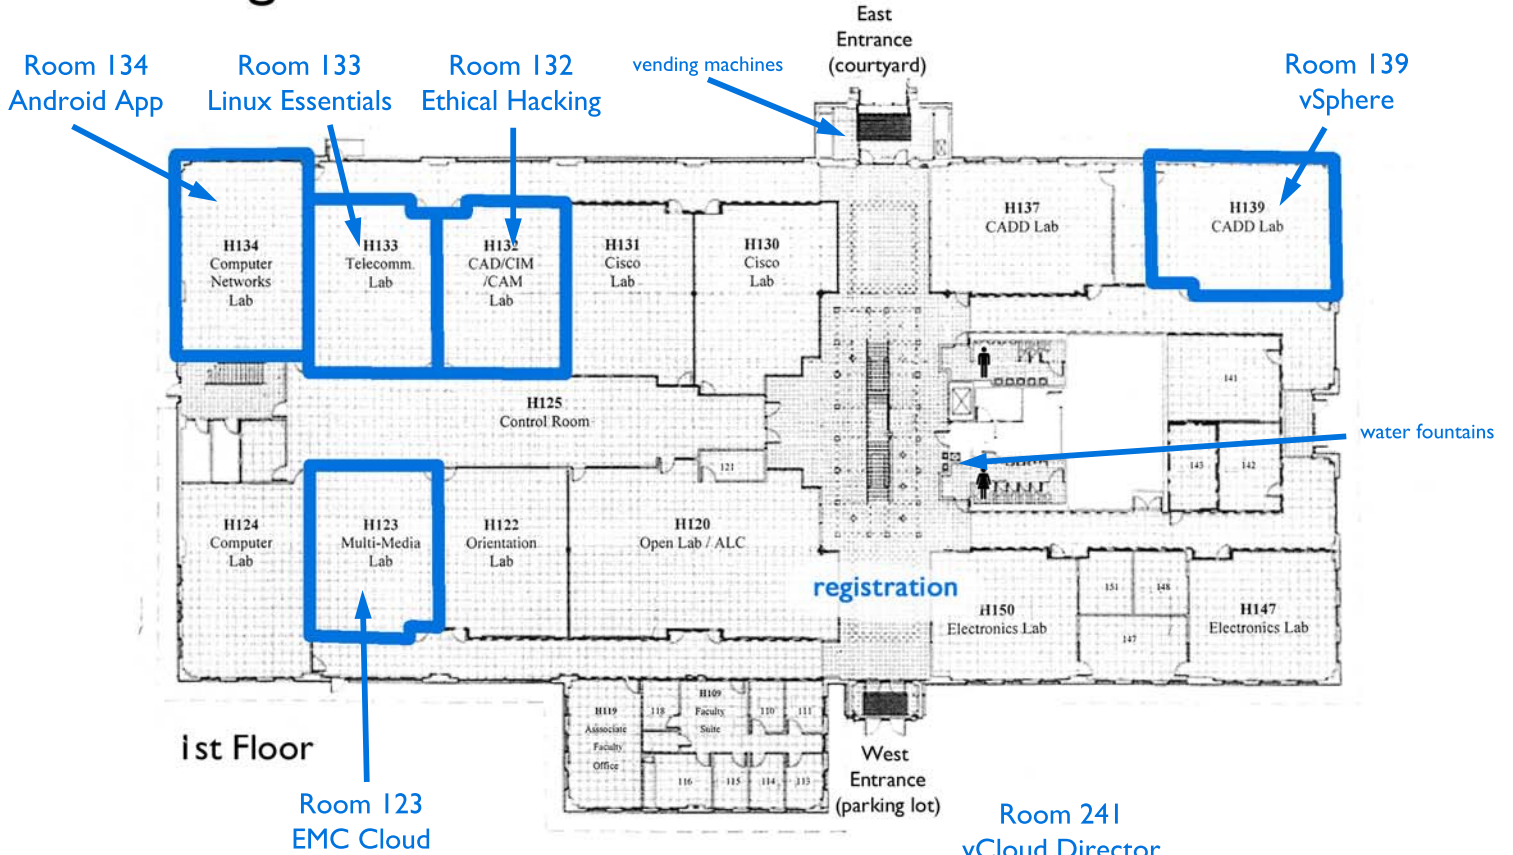 East
Entrance
(courtyard)
Room 134
Android App
Room 133
Linux Essentials
Room 132
Ethical Hacking
vending machines
Room 139
vSphere
H134
Computer
Networks
Lab
H133
Telecomm.
Lab
H132
CAD/CIM
/CAM
Lab
H131
Cisco
Lab
H130
Cisco
Lab
H137
CADD Lab
H139
CADD Lab
141
H125
Control Room
water fountains
121
143
142
H124
Computer
Lab
H123
Multi-Media
Lab
H122
Orientation
Lab
H120
Open Lab / ALC
registration
H150
Electronics Lab
151
148
147
H147
Electronics Lab
H119
Associate
Faculty
Office
118
H109
Faculty
Suite
110
111
116
115
114
113
1st Floor
West
Entrance
(parking lot)
Room 123
EMC Cloud
Room 241
vCloud Director